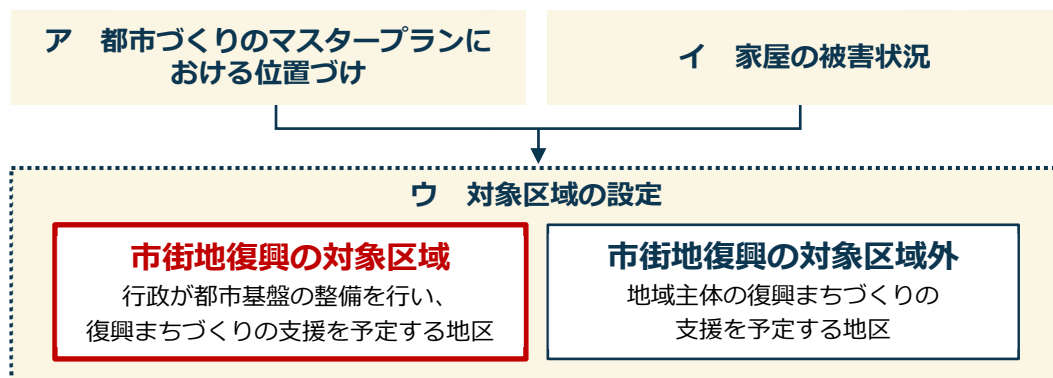 ア 都市づくりのマスタープランに
おける位置づけ
イ 家屋の被害状況
ウ 対象区域の設定
市街地復興の対象区域
行政が都市基盤の整備を行い、
復興まちづくりの支援を予定する地区
市街地復興の対象区域外
地域主体の復興まちづくりの
支援を予定する地区